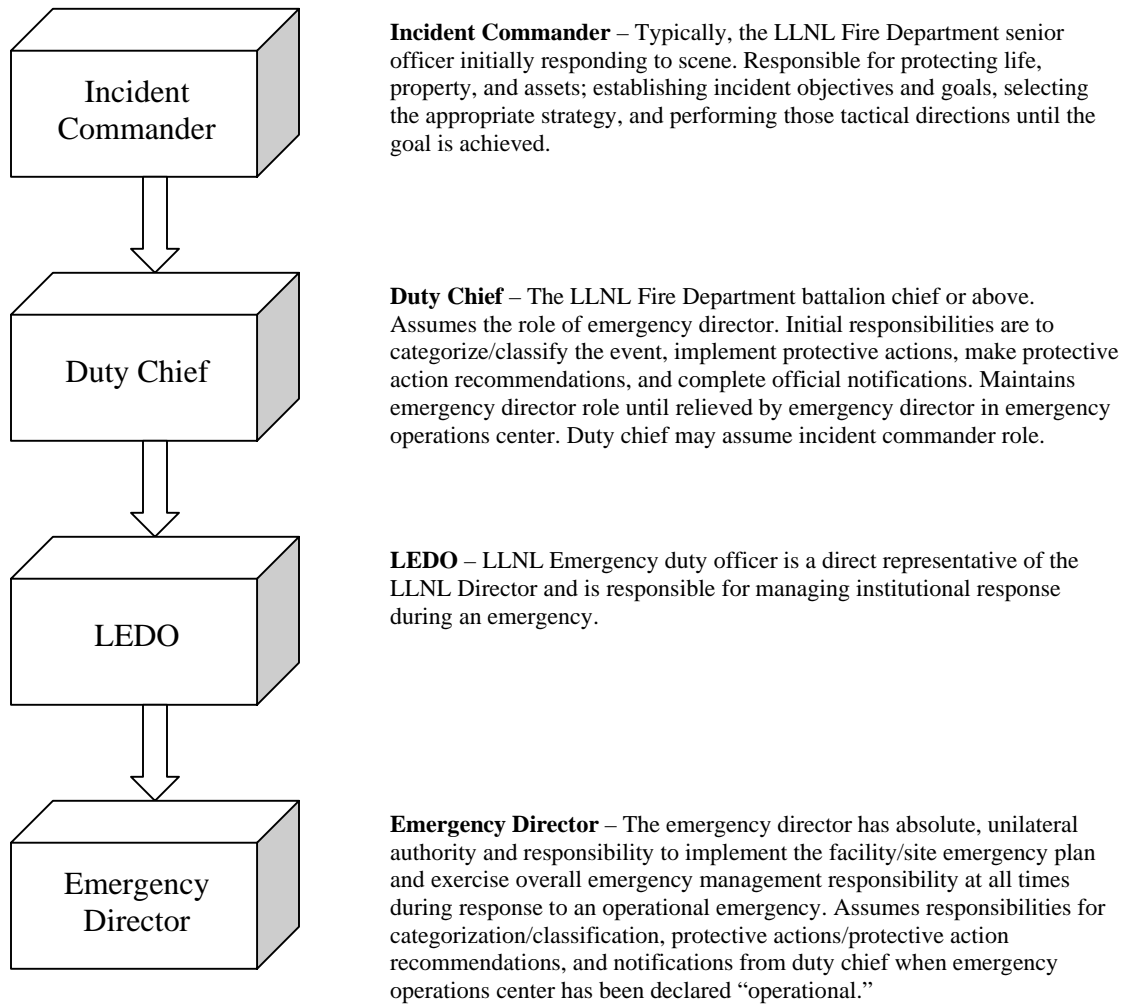 Incident
Commander
Incident Commander – Typically, the LLNL Fire Department senior
officer initially responding to scene. Responsible for protecting life,
property, and assets; establishing incident objectives and goals, selecting
the appropriate strategy, and performing those tactical directions until the
goal is achieved.
Duty Chief
Duty Chief – The LLNL Fire Department battalion chief or above.
Assumes the role of emergency director. Initial responsibilities are to
categorize/classify the event, implement protective actions, make protective
action recommendations, and complete official notifications. Maintains
emergency director role until relieved by emergency director in emergency
operations center. Duty chief may assume incident commander role.
LEDO
LEDO – LLNL Emergency duty officer is a direct representative of the
LLNL Director and is responsible for managing institutional response
during an emergency.
Emergency
Director
Emergency Director – The emergency director has absolute, unilateral
authority and responsibility to implement the facility/site emergency plan
and exercise overall emergency management responsibility at all times
during response to an operational emergency. Assumes responsibilities for
categorization/classification, protective actions/protective action
recommendations, and notifications from duty chief when emergency
operations center has been declared “operational.”